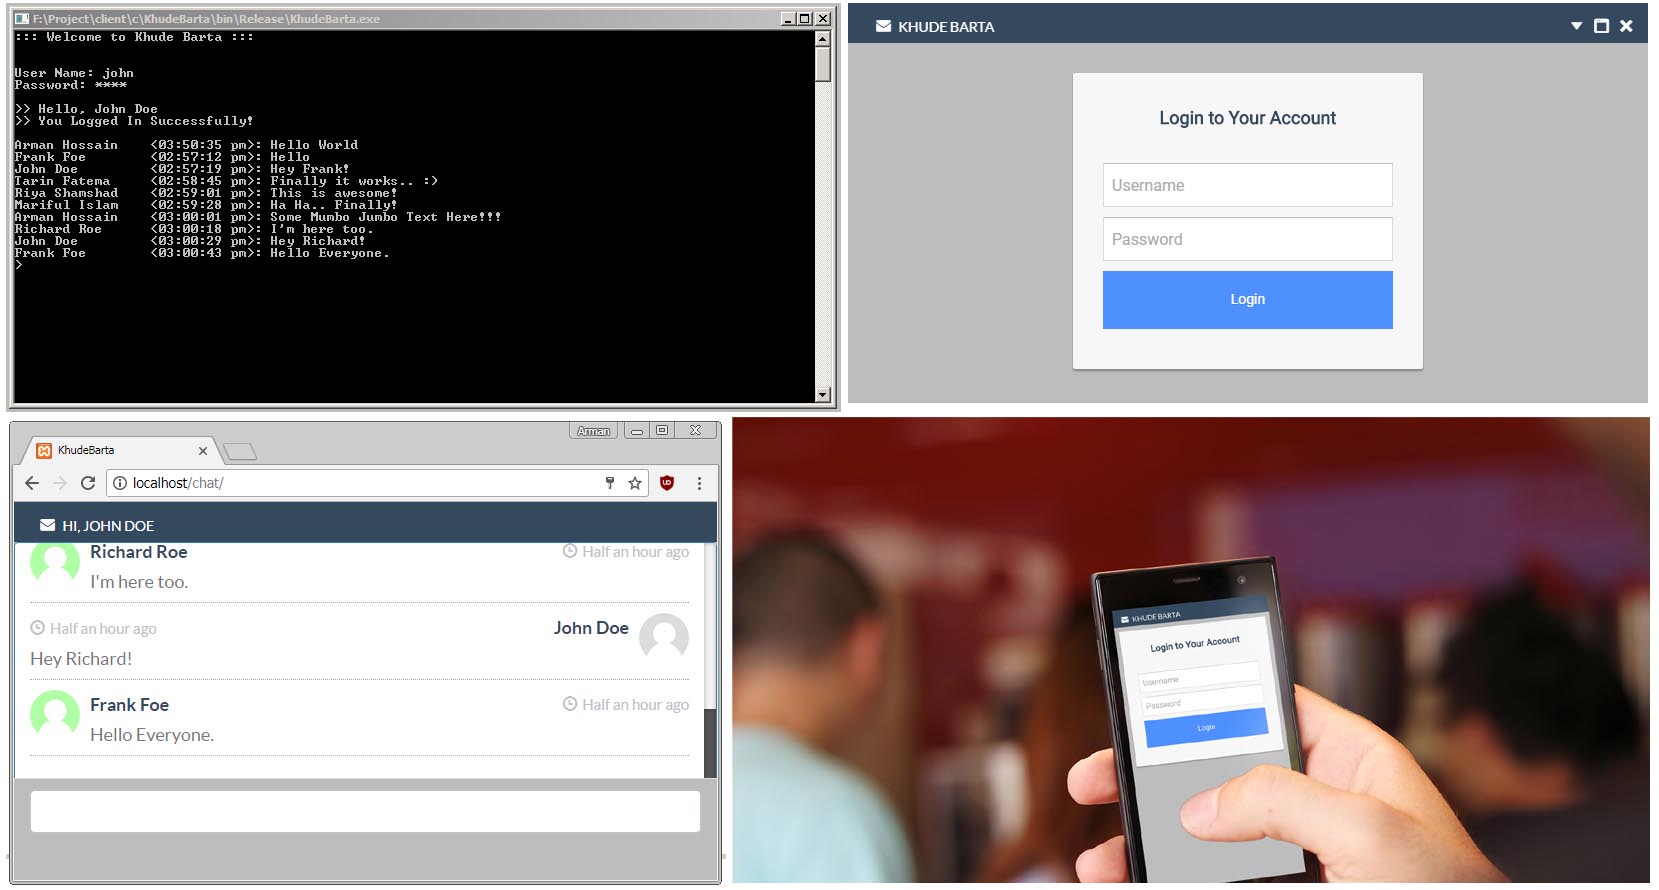 F:\Project\client\c\KhudeBarta\bin\Release\KhudeBarta.exe
::: Welcome to Khude Barta :::
User Name: john
Password: ****
>> Hello, John Doe
>> You Logged In Successfully!
Arman Hossain <03:50:35 pm>: Hello World
Frank Foe <02:57:12 pm>: Hello
John Doe <02:57:19 pm>: Hey Frank!
Tarin Fatema <02:58:45 pm>: Finally it works.. :)
Riya Shamshad <02:59:01 pm>: This is awesome!
Mariful Islam <02:59:28 pm>: Ha Ha.. Finally!
Arman Hossain <03:00:01 pm>: Some Mumbo Jumbo Text Here!!!
Richard Roe <03:00:18 pm>: I'm here too.
John Doe <03:00:29 pm>: Hey Richard!
Frank Foe <03:00:43 pm>: Hello Everyone.
>
KHUDE BARTA
Login to Your Account
Username
Password
Login
Arman
KhudeBarta
localhost/chat/
HI, JOHN DOE
Richard Roe Half an hour ago
I'm here too.
Half an hour ago John Doe
Hey Richard!
Frank Foe Half an hour ago
Hello Everyone.
KHUDE BARTA
Login to Your Account
Username
Password
Login